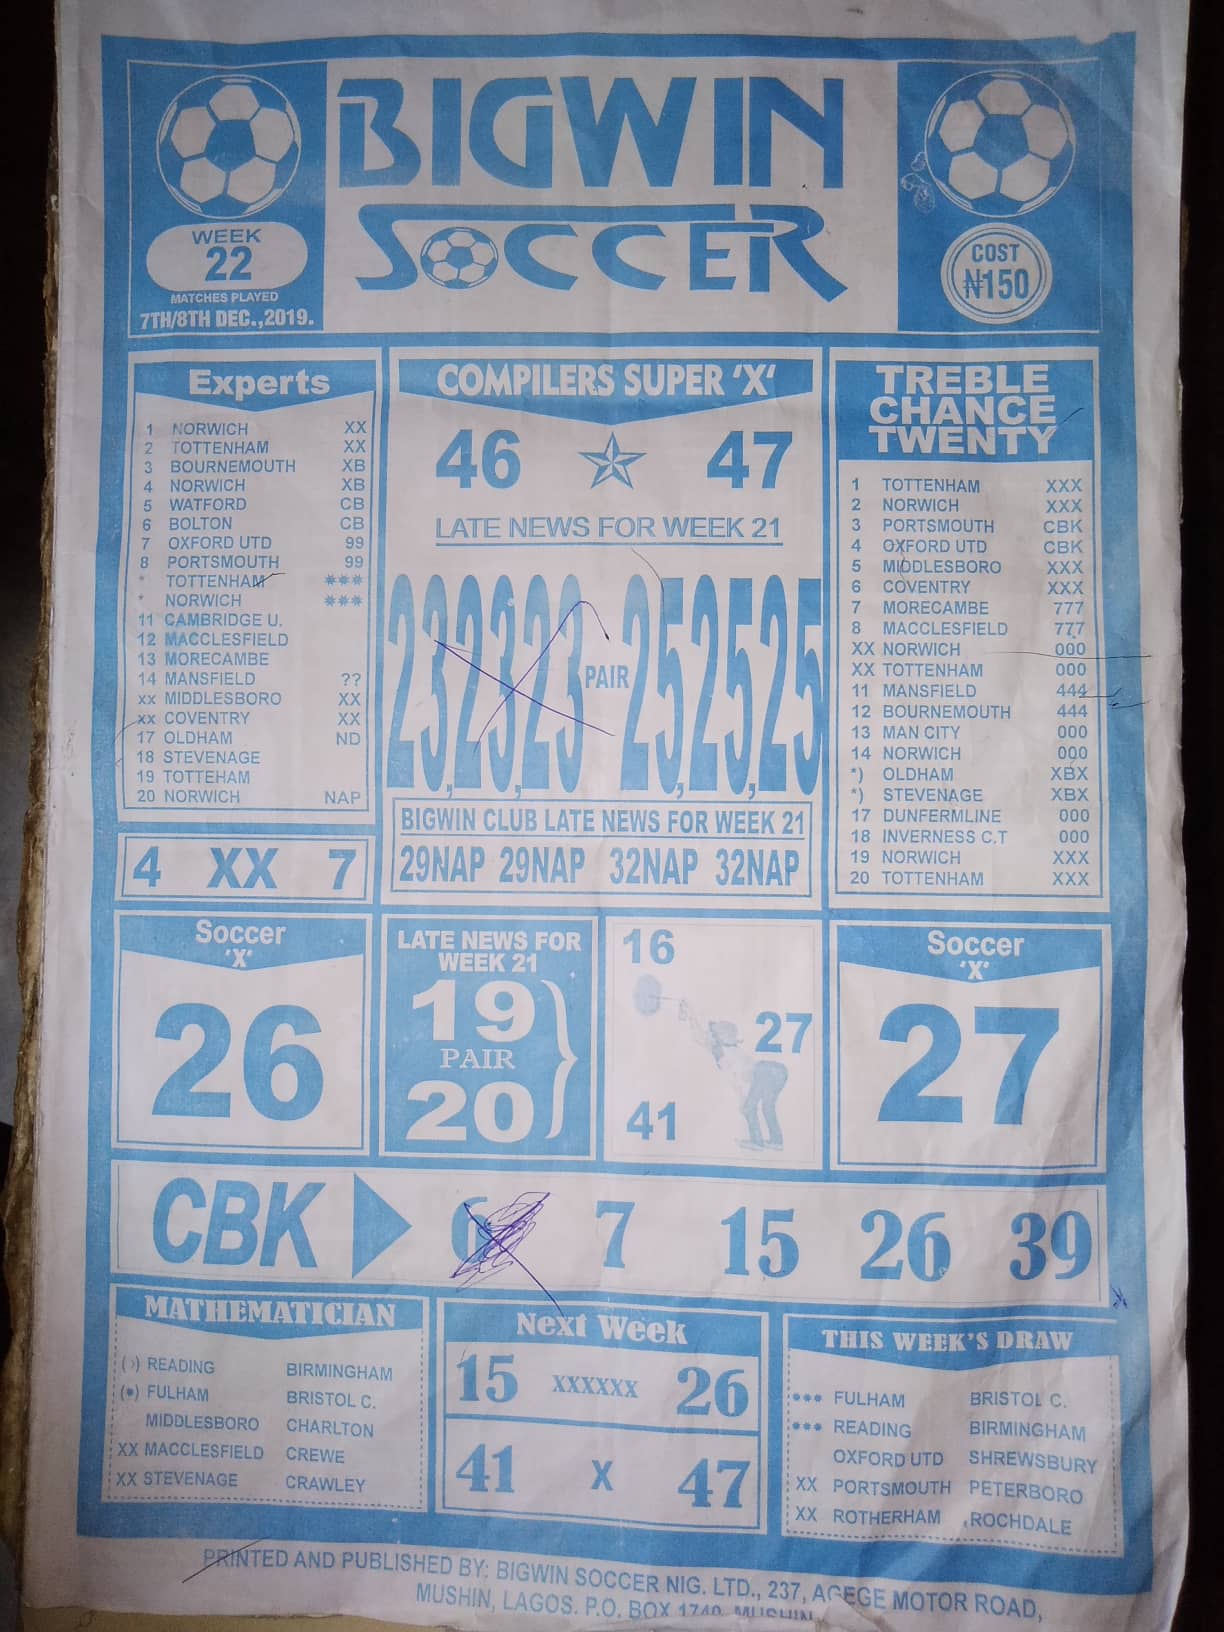 BIGWIN
SOCCER
WEEK
22
MATCHES PLAYED
7TH/8TH DEC.,2019.
COST
₦150
Experts
1 NORWICH XX
2 TOTTENHAM XX
3 BOURNEMOUTH XB
4 NORWICH XB
5 WATFORD CB
6 BOLTON CB
7 OXFORD UTD 99
8 PORTSMOUTH 99
* TOTTENHAM ***
* NORWICH ***
11 CAMBRIDGE U.
12 MACCLESFIELD
13 MORECAMBE
14 MANSFIELD ??
xx MIDDLESBORO XX
xx COVENTRY XX
17 OLDHAM ND
18 STEVENAGE
19 TOTTEHAM
20 NORWICH NAP
4 XX 7
COMPILERS SUPER 'X'
46 47
LATE NEWS FOR WEEK 21
23,23,23 PAIR 25,25,25
BIGWIN CLUB LATE NEWS FOR WEEK 21
29NAP 29NAP 32NAP 32NAP
TREBLE
CHANCE
TWENTY
1 TOTTENHAM XXX
2 NORWICH XXX
3 PORTSMOUTH CBK
4 OXFORD UTD CBK
5 MIDDLESBORO XXX
6 COVENTRY XXX
7 MORECAMBE 777
8 MACCLESFIELD 777
XX NORWICH 000
XX TOTTENHAM 000
11 MANSFIELD 444
12 BOURNEMOUTH 444
13 MAN CITY 000
14 NORWICH 000
*) OLDHAM XBX
*) STEVENAGE XBX
17 DUNFERMLINE 000
18 INVERNESS C.T 000
19 NORWICH XXX
20 TOTTENHAM XXX
Soccer
'X'
26
LATE NEWS FOR
WEEK 21
19
PAIR
20
16
27
41
Soccer
'X'
27
CBK 6 7 15 26 39
MATHEMATICIAN
READING BIRMINGHAM
(*) FULHAM BRISTOL C.
MIDDLESBORO CHARLTON
XX MACCLESFIELD CREWE
XX STEVENAGE CRAWLEY
Next Week
15 XXXXXX 26
41 X 47
THIS WEEK'S DRAW
*** FULHAM BRISTOL C.
*** READING BIRMINGHAM
OXFORD UTD SHREWSBURY
XX PORTSMOUTH PETERBORO
XX ROTHERHAM ROCHDALE
PRINTED AND PUBLISHED BY: BIGWIN SOCCER NIG. LTD., 237, AGEGE MOTOR ROAD,
MUSHIN, LAGOS. P.O. BOX 1740, MUSHIN